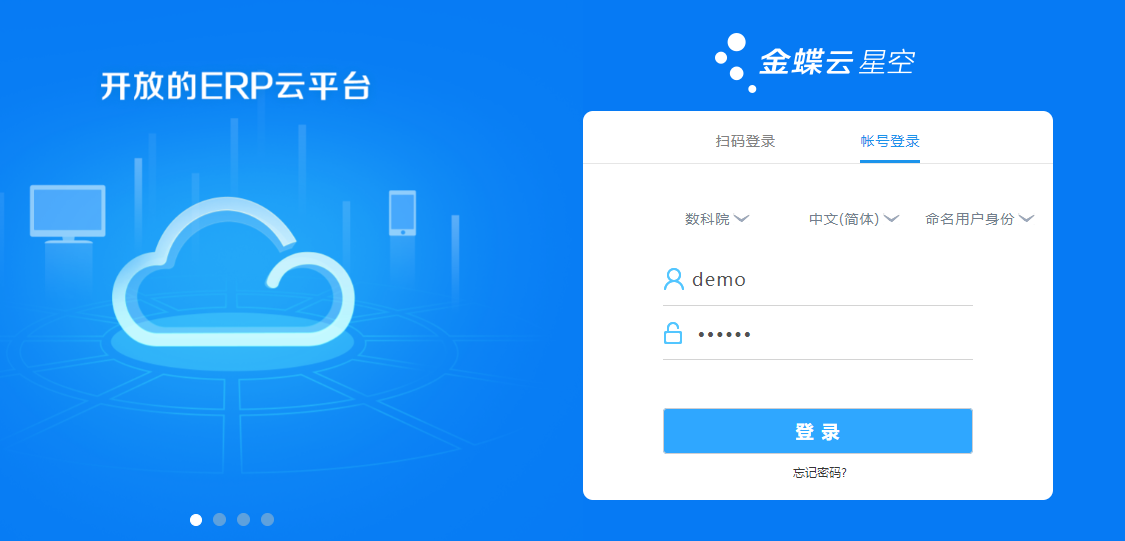 开放的ERP云平台
金蝶云 星空
扫码登录 帐号登录
数科院 中文(简体) 命名用户身份
demo
••••••
登 录
忘记密码?